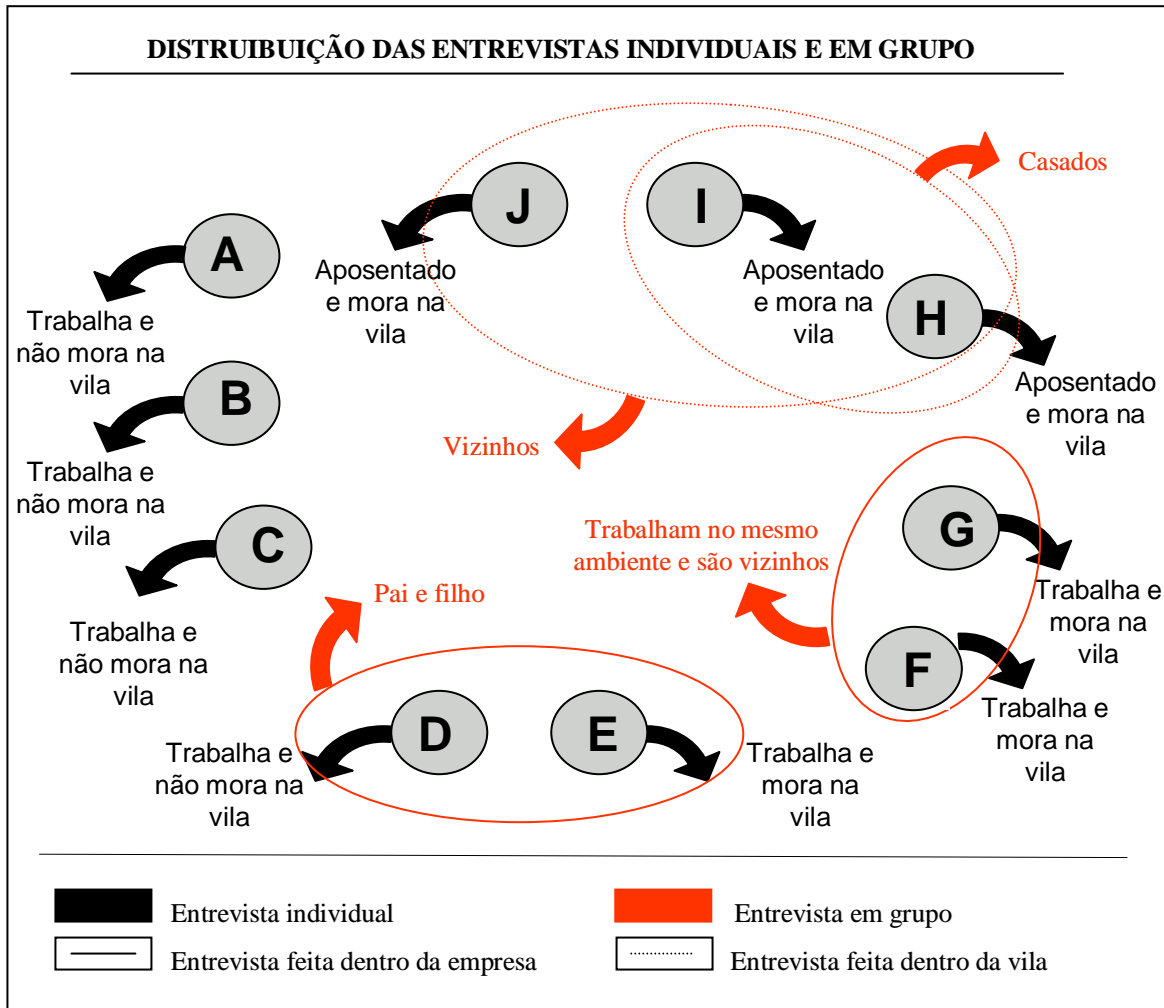 DISTRUIBUIÇÃO DAS ENTREVISTAS INDIVIDUAIS E EM GRUPO
A
Trabalha e
não mora na
vila
B
Trabalha e
não mora na
vila
C
Trabalha e
não mora na
vila
J
Aposentado
e mora na
vila
I
Aposentado
e mora na
vila
H
Aposentado
e mora na
vila
Casados
Vizinhos
G
Trabalha e
mora na
vila
F
Trabalha e
mora na
vila
Trabalham no mesmo
ambiente e são vizinhos
Pai e filho
D
Trabalha e
não mora na
vila
E
Trabalha e
mora na
vila
Entrevista individual
Entrevista em grupo
Entrevista feita dentro da empresa
Entrevista feita dentro da vila